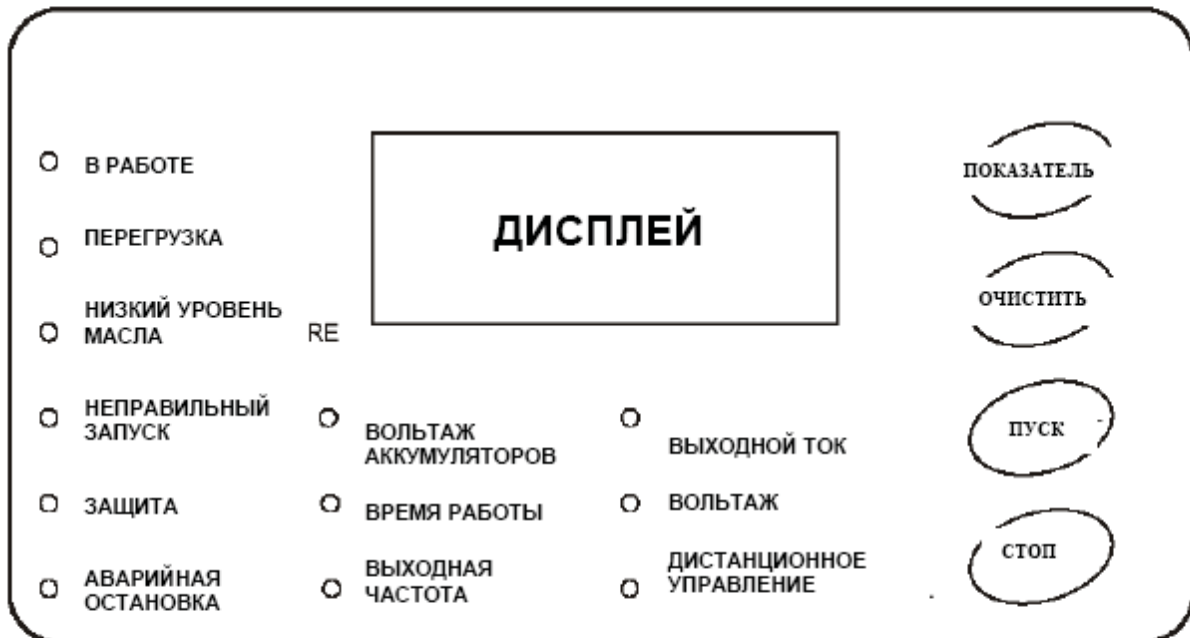 В РАБОТЕ
ПЕРЕГРУЗКА
НИЗКИЙ УРОВЕНЬ
МАСЛА
RE
НЕПРАВИЛЬНЫЙ
ЗАПУСК
ЗАЩИТА
АВАРИЙНАЯ
ОСТАНОВКА
ДИСПЛЕЙ
ВОЛЬТАЖ
АККУМУЛЯТОРОВ
ВРЕМЯ РАБОТЫ
ВЫХОДНАЯ
ЧАСТОТА
ВЫХОДНОЙ ТОК
ВОЛЬТАЖ
ДИСТАНЦИОННОЕ
УПРАВЛЕНИЕ
ПОКАЗАТЕЛЬ
ОЧИСТИТЬ
ПУСК
СТОП